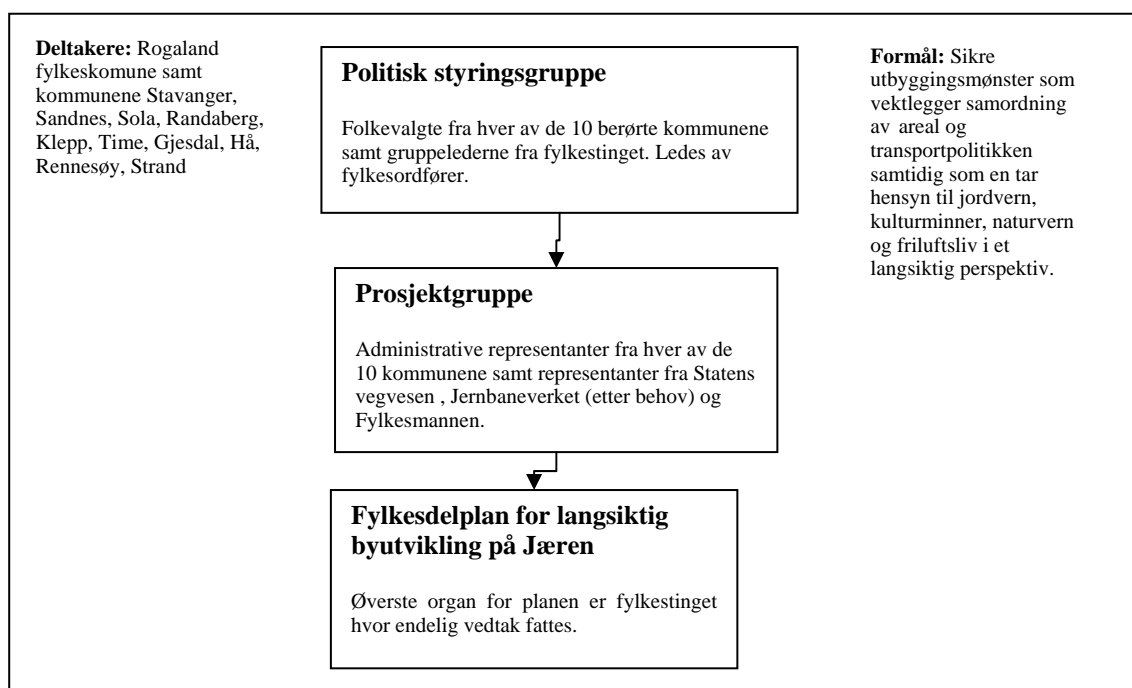 Deltakere: Rogaland
fylkeskomune samt
kommunene Stavanger,
Sandnes, Sola, Randaberg,
Klepp, Time, Gjesdal, Hå,
Rennesøy, Strand
Politisk styringsgruppe
Folkevalgte fra hver av de 10 berørte kommunene
samt gruppelederne fra fylkestinget. Ledes av
fylkesordfører.
Formål: Sikre
utbyggingsmønster som
vektlegger samordning
av areal og
transportpolitikken
samtidig som en tar
hensyn til jordvern,
kulturminner, naturvern
og friluftsliv i et
langsiktig perspektiv.
Prosjektgruppe
Administrative representanter fra hver av de
10 kommunene samt representanter fra Statens
vegvesen , Jernbaneverket (etter behov) og
Fylkesmannen.
Fylkesdelplan for langsiktig
byutvikling på Jæren
Øverste organ for planen er fylkestinget
hvor endelig vedtak fattes.